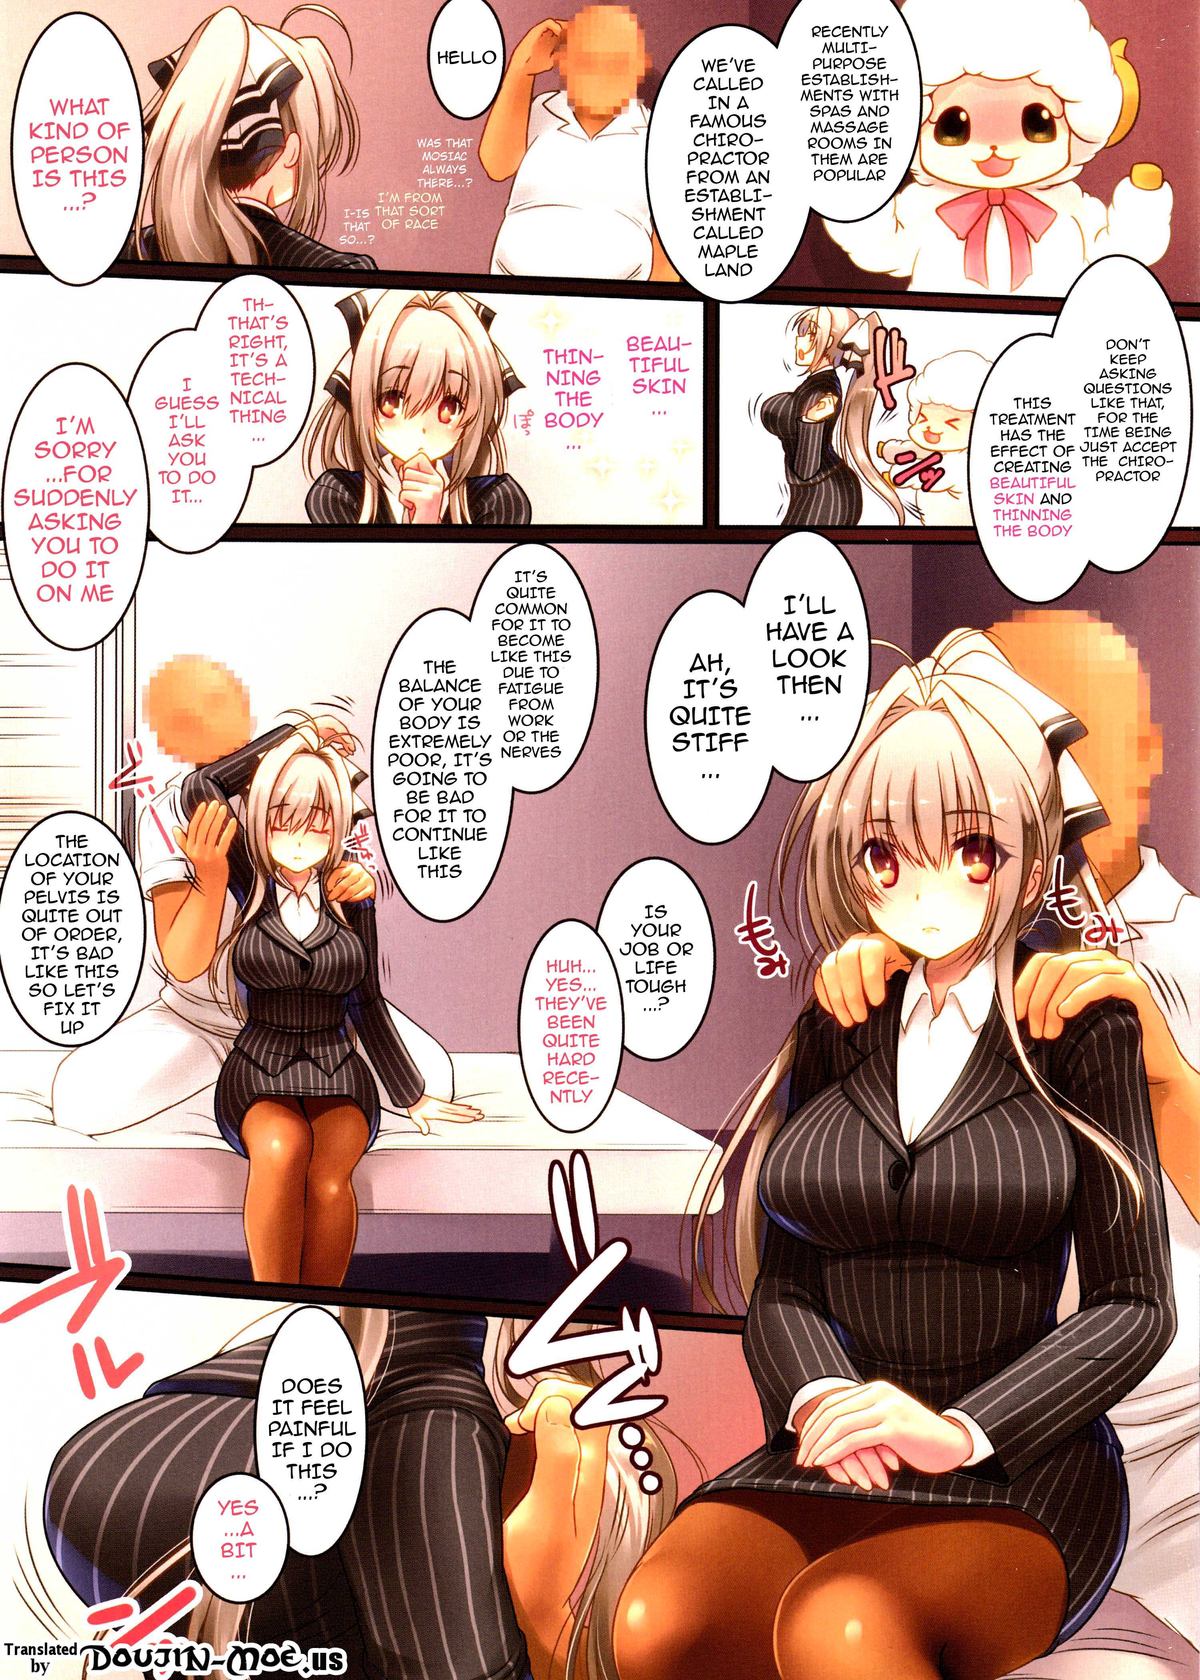 RECENTLY
MULTI-
PURPOSE
ESTABLISH-
MENTS WITH
SPAS AND
MASSAGE
ROOMS IN
THEM ARE
POPULAR
WE'VE
CALLED
IN A
FAMOUS
CHIRO-
PRACTOR
FROM AN
ESTABLI-
SHMENT
CALLED
MAPLE
LAND
HELLO
WAS THAT
MOSIAC
ALWAYS
THERE...?
I'M FROM
THAT SORT
OF RACE
I-IS
THAT
SO...?
WHAT
KIND OF
PERSON
IS THIS
...?
DON'T
KEEP
ASKING
QUESTIONS
LIKE THAT,
FOR THE
TIME BEING
JUST ACCEPT
THE CHIRO-
PRACTOR
THIS
TREATMENT
HAS THE
EFFECT OF
CREATING
BEAUTIFUL
SKIN AND
THINNING
THE BODY
BEAU-
TIFUL
SKIN
...
THIN-
NING
THE
BODY
...
ぽっ
TH-
THAT'S
RIGHT,
IT'S A
TECH-
NICAL
THING
...
I
GUESS
I'LL
ASK
YOU
TO DO
IT...
I'M
SORRY
...FOR
SUDDENLY
ASKING
YOU TO
DO IT
ON ME
I'LL
HAVE A
LOOK
THEN
...
AH,
IT'S
QUITE
STIFF
...
もみ
もみ
IS
YOUR
JOB OR
LIFE
TOUGH
...?
HUH...
YES...
THEY'VE
BEEN
QUITE
HARD
RECE-
NTLY
IT'S
QUITE
COMMON
FOR IT TO
BECOME
LIKE THIS
DUE TO
FATIGUE
FROM
WORK
OR THE
NERVES
THE
BALANCE
OF YOUR
BODY IS
EXTREMELY
POOR, IT'S
GOING TO
BE BAD
FOR IT TO
CONTINUE
LIKE
THIS
THE
LOCATION
OF YOUR
PELVIS IS
QUITE OUT
OF ORDER,
IT'S BAD
LIKE THIS
SO LET'S
FIX IT
UP
DOES
IT FEEL
PAINFUL
IF I DO
THIS
...?
YES
...A
BIT
...
Translated
by
DOUJIN-MOE.us